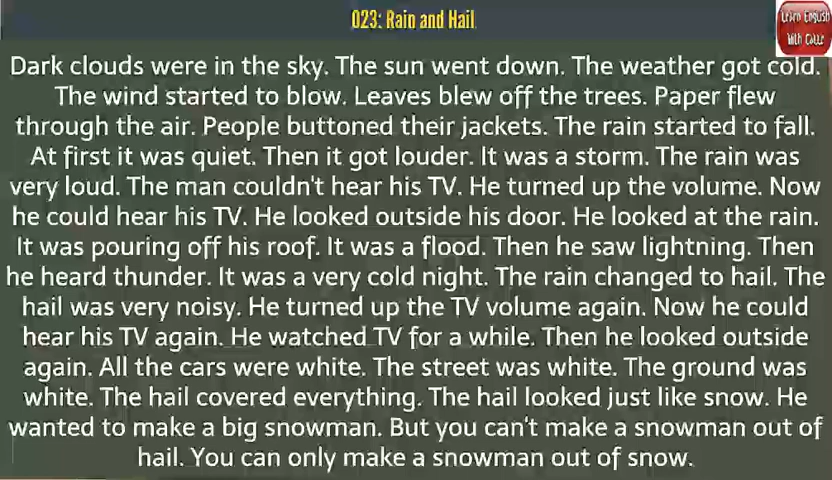 023: Rain and Hail
Learn English
With Collz
Dark clouds were in the sky. The sun went down. The weather got cold.
The wind started to blow. Leaves blew off the trees. Paper flew
through the air. People buttoned their jackets. The rain started to fall.
At first it was quiet. Then it got louder. It was a storm. The rain was
very loud. The man couldn't hear his TV. He turned up the volume. Now
he could hear his TV. He looked outside his door. He looked at the rain.
It was pouring off his roof. It was a flood. Then he saw lightning. Then
he heard thunder. It was a very cold night. The rain changed to hail. The
hail was very noisy. He turned up the TV volume again. Now he could
hear his TV again. He watched TV for a while. Then he looked outside
again. All the cars were white. The street was white. The ground was
white. The hail covered everything. The hail looked just like snow. He
wanted to make a big snowman. But you can't make a snowman out of
hail. You can only make a snowman out of snow.